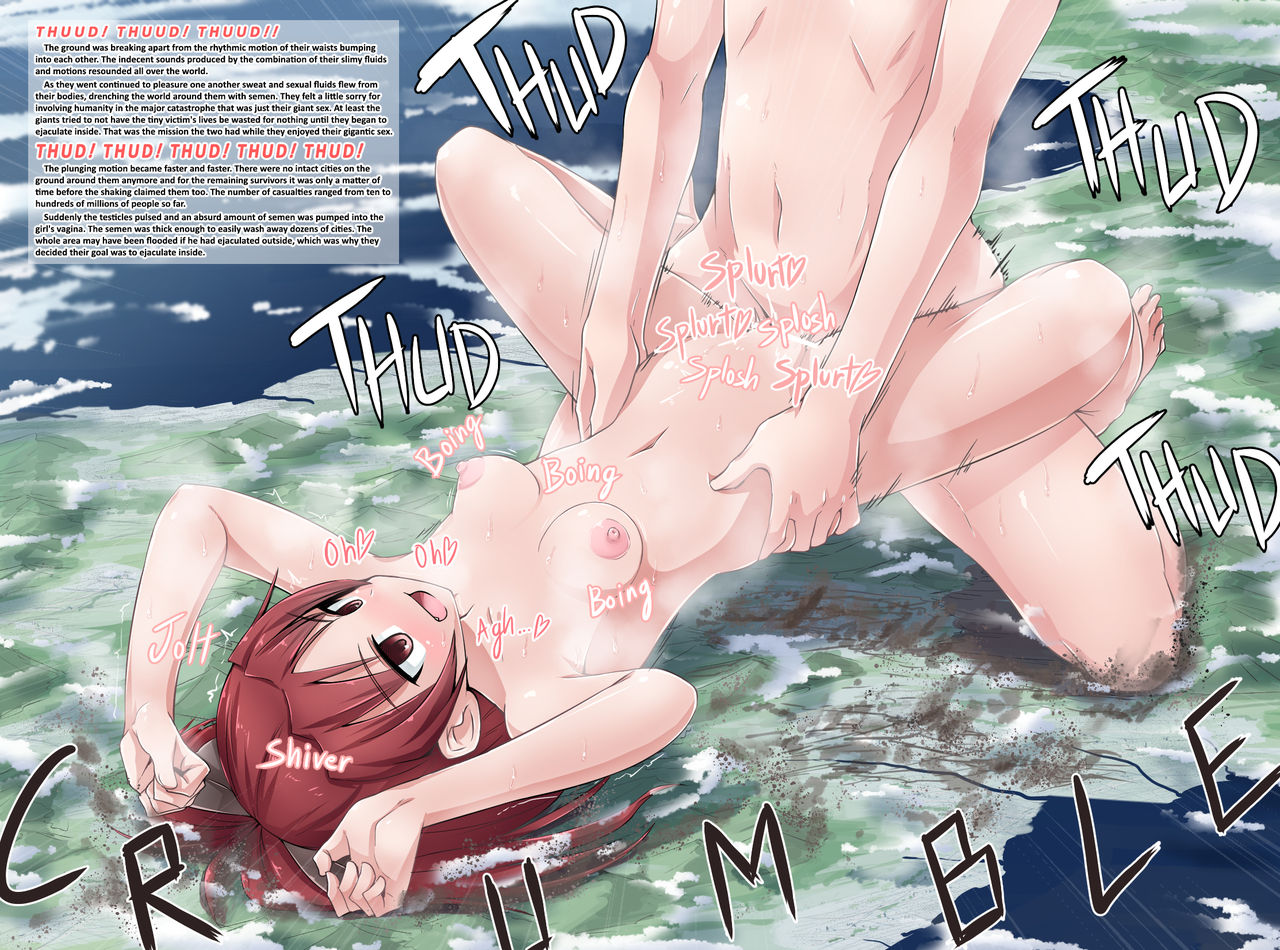 THUUD! THUUD! THUUD!!
The ground was breaking apart from the rhythmic motion of their waists bumping
into each other. The indecent sounds produced by the combination of their slimy fluids
and motions resounded all over the world.
As they went continued to pleasure one another sweat and sexual fluids flew from
their bodies, drenching the world around them with semen. They felt a little sorry
involving humanity in the major catastrophe that was just their giant sex. At least the
giants tried to not have the tiny victim's lives be wasted for nothing until they began to
ejaculate inside. That was the mission the two had while they enjoyed their gigantic sex.
THUD! THUD! THUD! THUD! THUD!
The plunging motion became faster and faster. There were no intact cities on the
ground around them anymore and for the remaining survivors it was only a matter of
time before the shaking claimed them too. The number of casualties ranged from ten to
hundreds of millions of people so far.
Suddenly the testicles pulsed and an absurd amount of semen was pumped into the
girl's vagina. The semen was thick enough to easily wash away dozens of cities. The
whole area may have been flooded if he had ejaculated outside, which was why they
decided their goal was to ejaculate inside.
THUD
THUD
THUD
THUD
Splurt♡
Splurt♡ Splosh
Splosh Splurt♡
Boing
Boing
Boing
Oh♡
Oh♡
Agh...♡
Jolt
Shiver
CRUMBLE